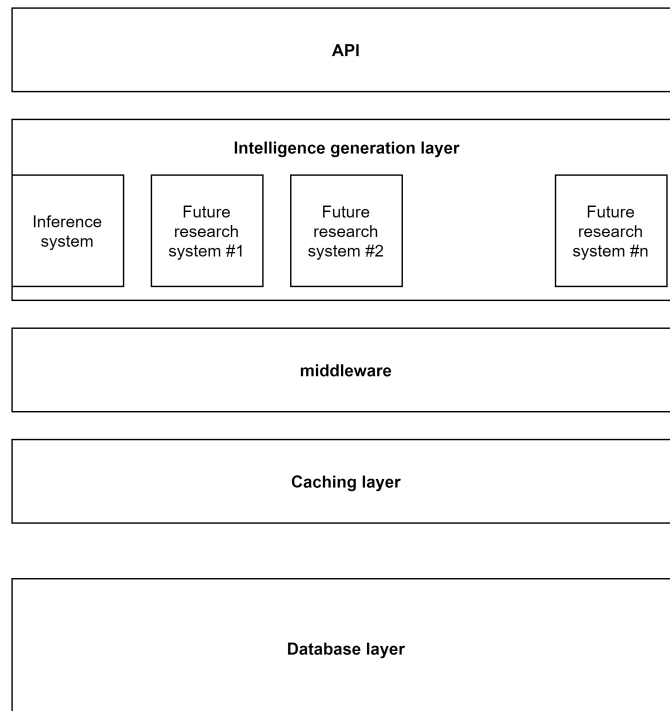 API
Intelligence generation layer
Inference
system
Future
research
system #1
Future
research
system #2
Future
research
system #n
middleware
Caching layer
Database layer